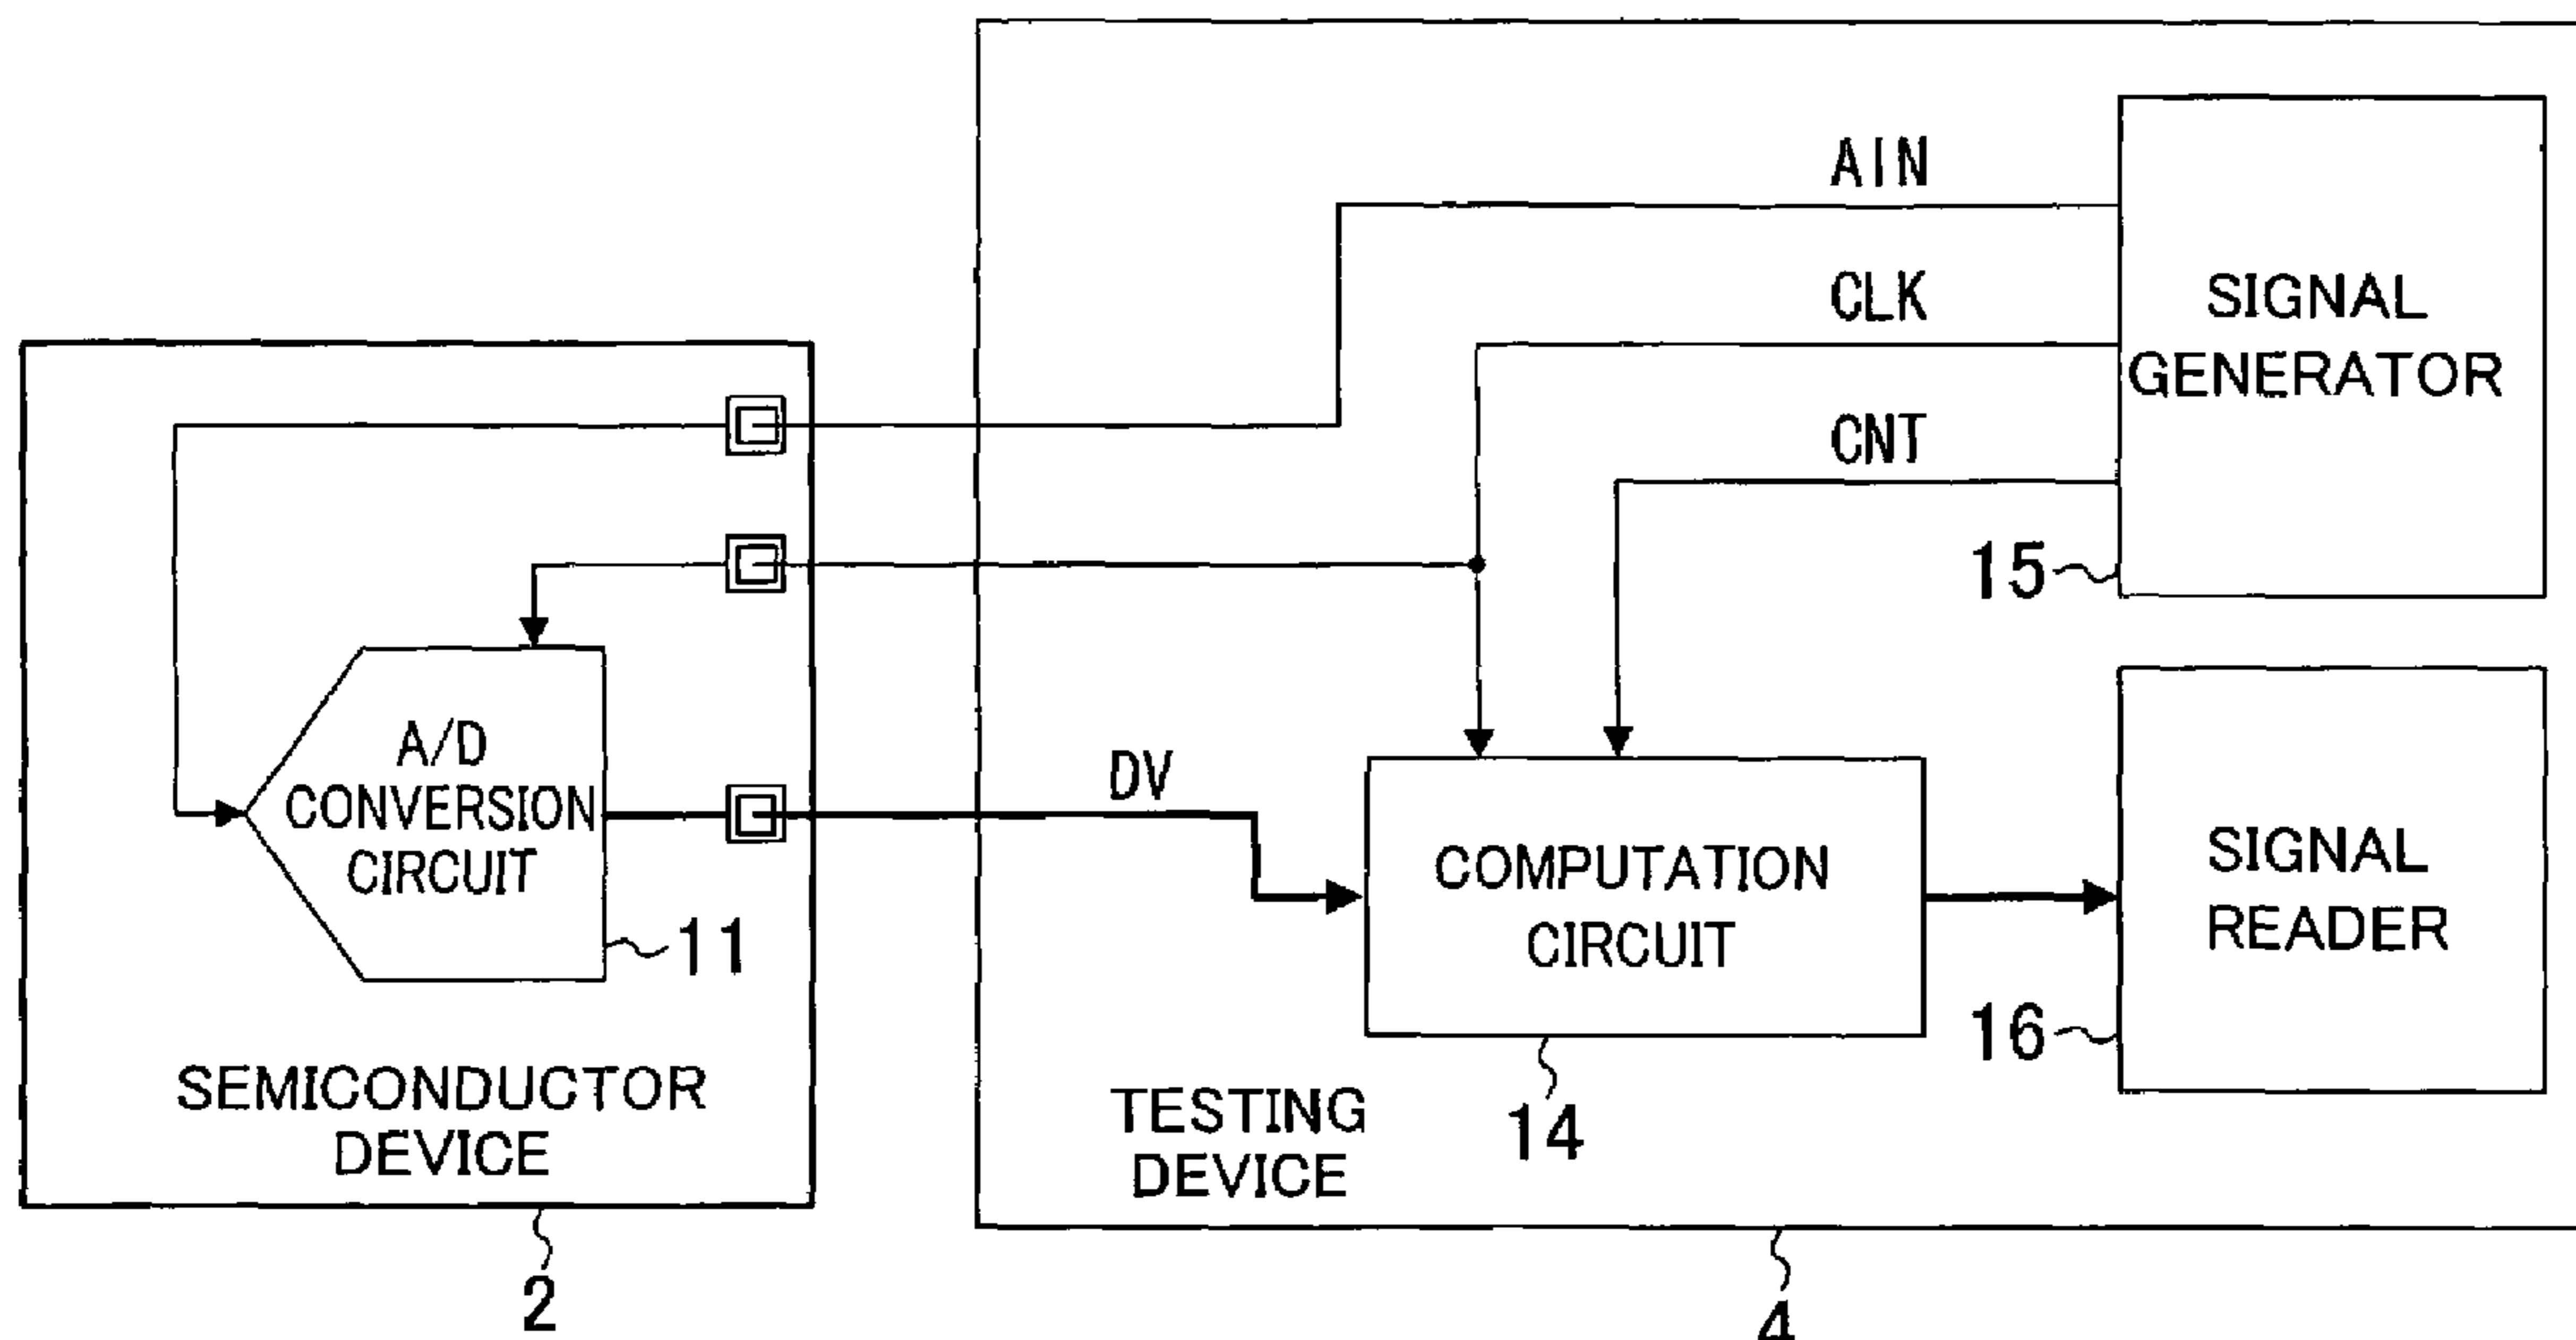 AIN
CLK
CNT
SIGNAL
GENERATOR
15
A/D
CONVERSION
CIRCUIT
11
DV
COMPUTATION
CIRCUIT
14
SIGNAL
READER
16
SEMICONDUCTOR
DEVICE
2
TESTING
DEVICE
4